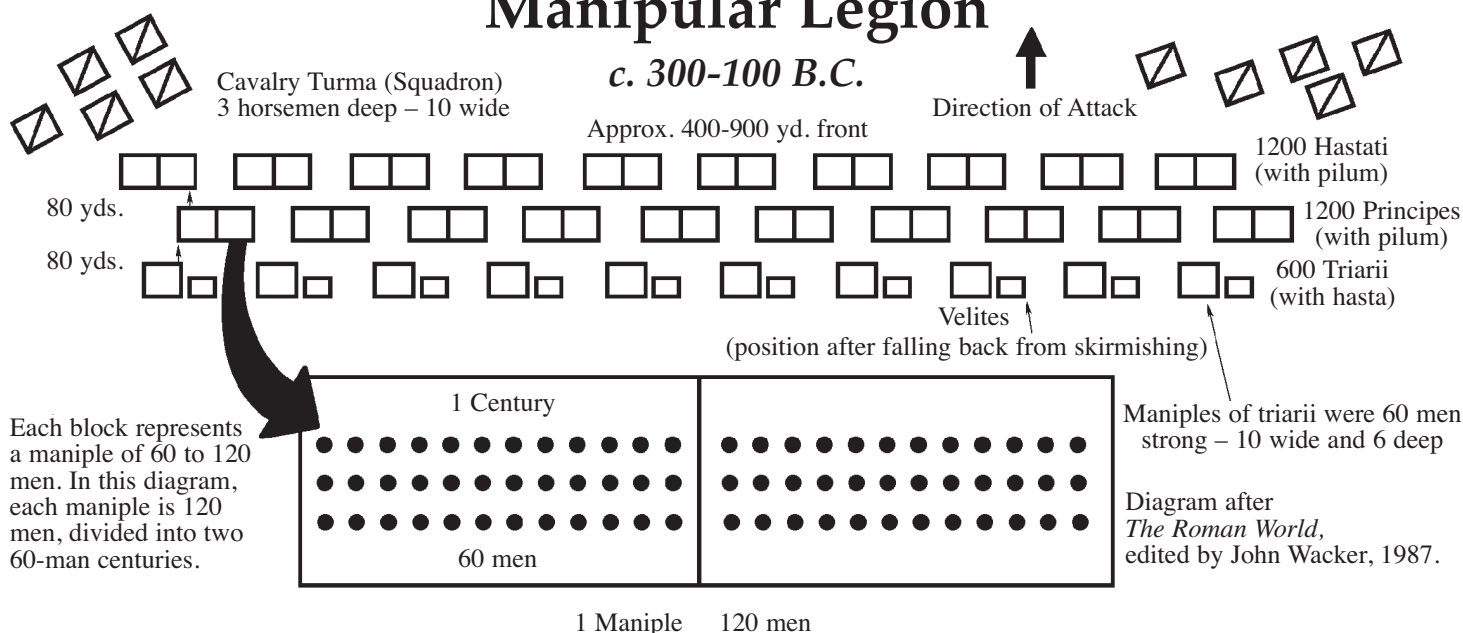 Manipular Legion
c. 300-100 B.C.
Cavalry Turma (Squadron)
3 horsemen deep – 10 wide
Direction of Attack
Approx. 400-900 yd. front
1200 Hastati
(with pilum)
80 yds.
1200 Principes
(with pilum)
80 yds.
600 Triarii
(with hasta)
Velites
(position after falling back from skirmishing)
1 Century
Each block represents
a maniple of 60 to 120
men. In this diagram,
each maniple is 120
men, divided into two
60-man centuries.
60 men
Maniples of triarii were 60 men
strong – 10 wide and 6 deep
Diagram after
The Roman World,
edited by John Wacker, 1987.
1 Maniple 120 men